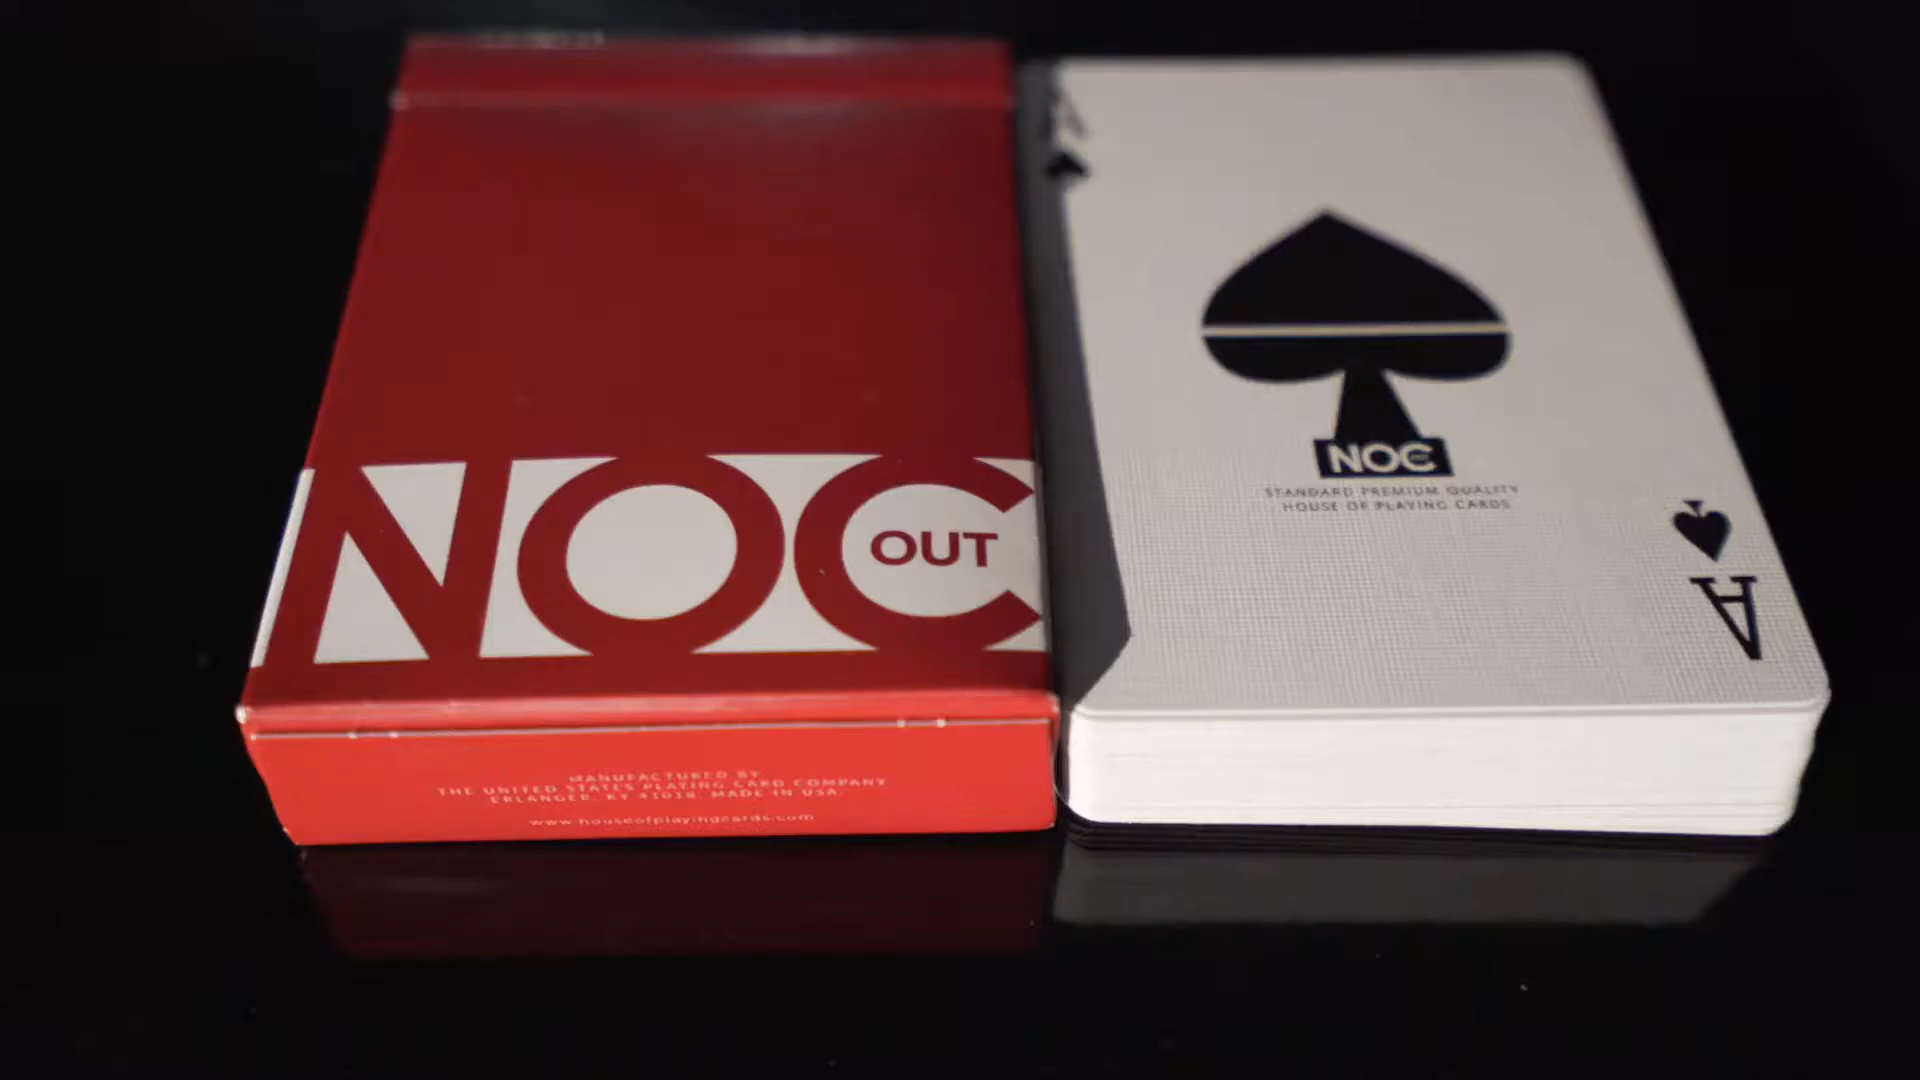 NOC
OUT
MANUFACTURED BY
THE UNITED STATES PLAYING CARD COMPANY
ERLANGER, KY 41018. MADE IN USA.
www.houseofplayingcards.com
A
NOC
STANDARD PREMIUM QUALITY
HOUSE OF PLAYING CARDS
A